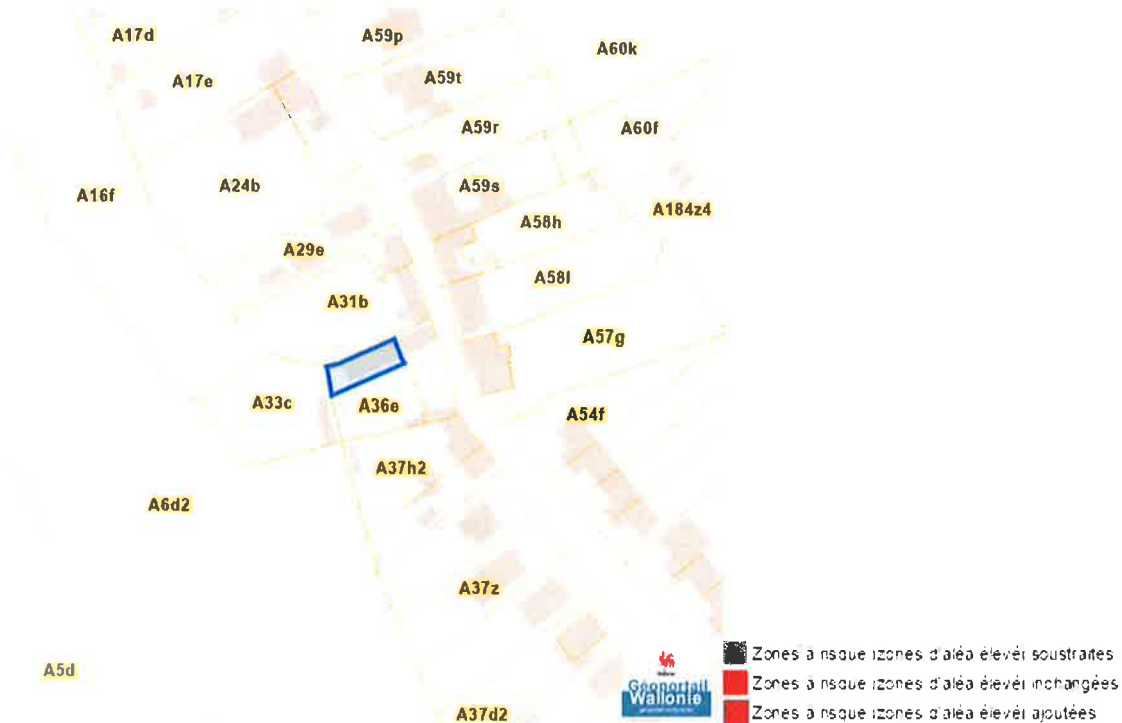 A17d
A59p
A60k
A17e
A59t
A59r
A60f
A24b
A59s
A16f
A184z4
A58h
A29e
A58l
A31b
A57g
A33c
A36e
A54f
A37h2
A6d2
A37z
A5d
A37d2
Géoportail
Wallonie
Zones à risque (zones d'aléa élevé) soustraites
Zones à risque (zones d'aléa élevé) inchangées
Zones à risque (zones d'aléa élevé) ajoutées